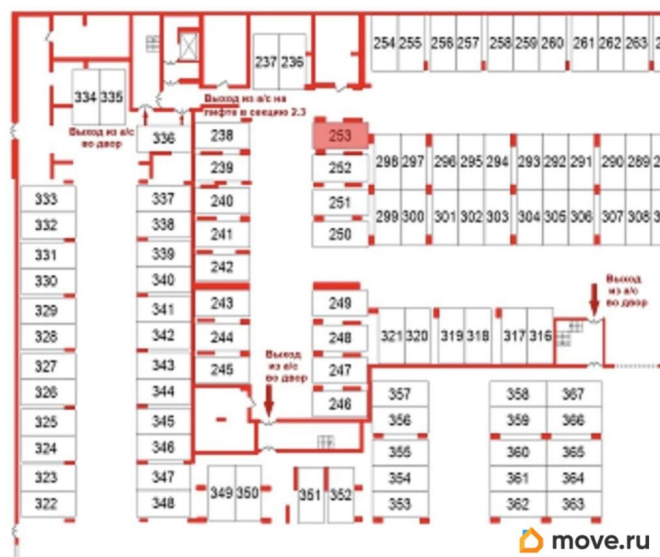 254 255 256 257 258 259 260 261 262 263
237 236
334 335
Выход из а/с на
лифте в секцию 2.3
Выход из а/с
во двор
336 238 253
239 252 298 297 296 295 294 293 292 291 290 289
333 337 240 251
332 338 241 250 299 300 301 302 303 304 305 306 307 308
331 339
330 340 242
Выход
из а/с
во двор
329 341 243 249
328 342 244 248 321 320 319 318 317 316
327 343 245 247
Выход
из а/с
во двор
326 344 246 357 358 367
325 345 356 359 366
324 346 355 360 365
323 347 354 361 364
322 348 349 350 351 352 353 362 363
move.ru